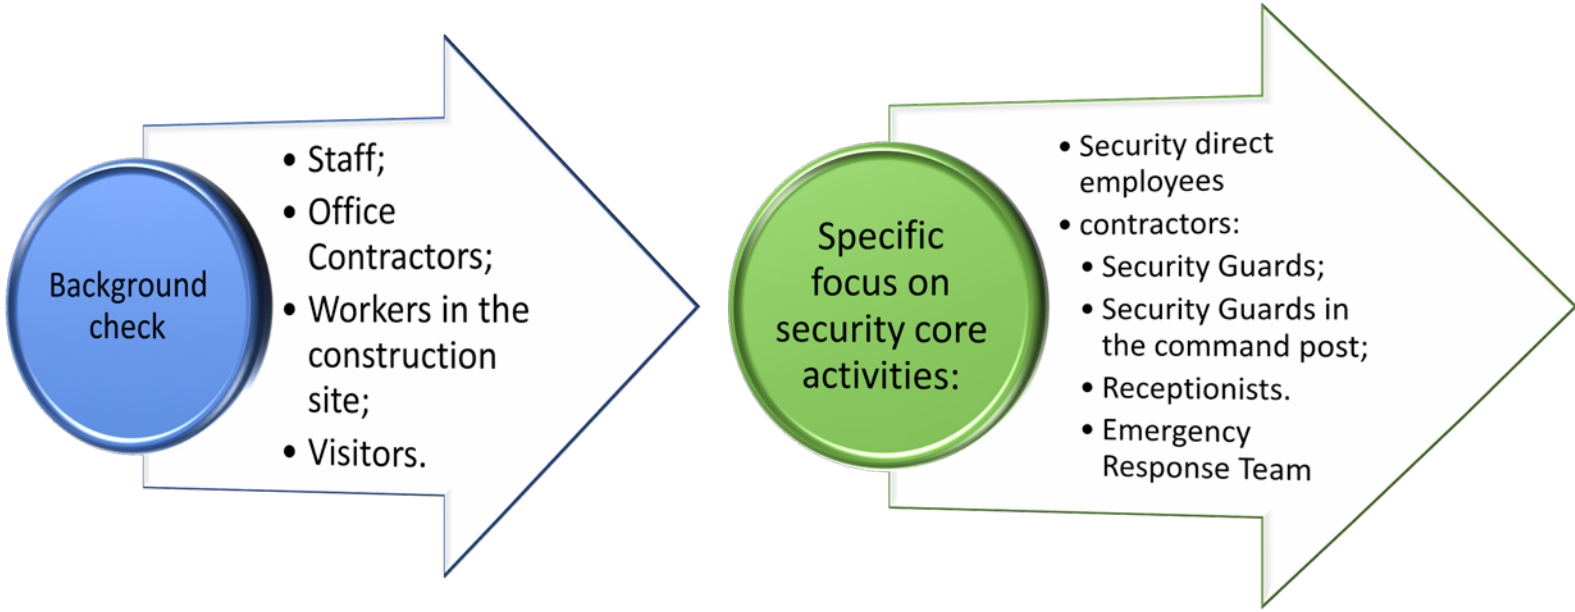 Background
check
• Staff;
• Office
Contractors;
• Workers in the
construction
site;
• Visitors.
Specific
focus on
security core
activities:
• Security direct
employees
• contractors:
• Security Guards;
• Security Guards in
the command post;
• Receptionists.
• Emergency
Response Team